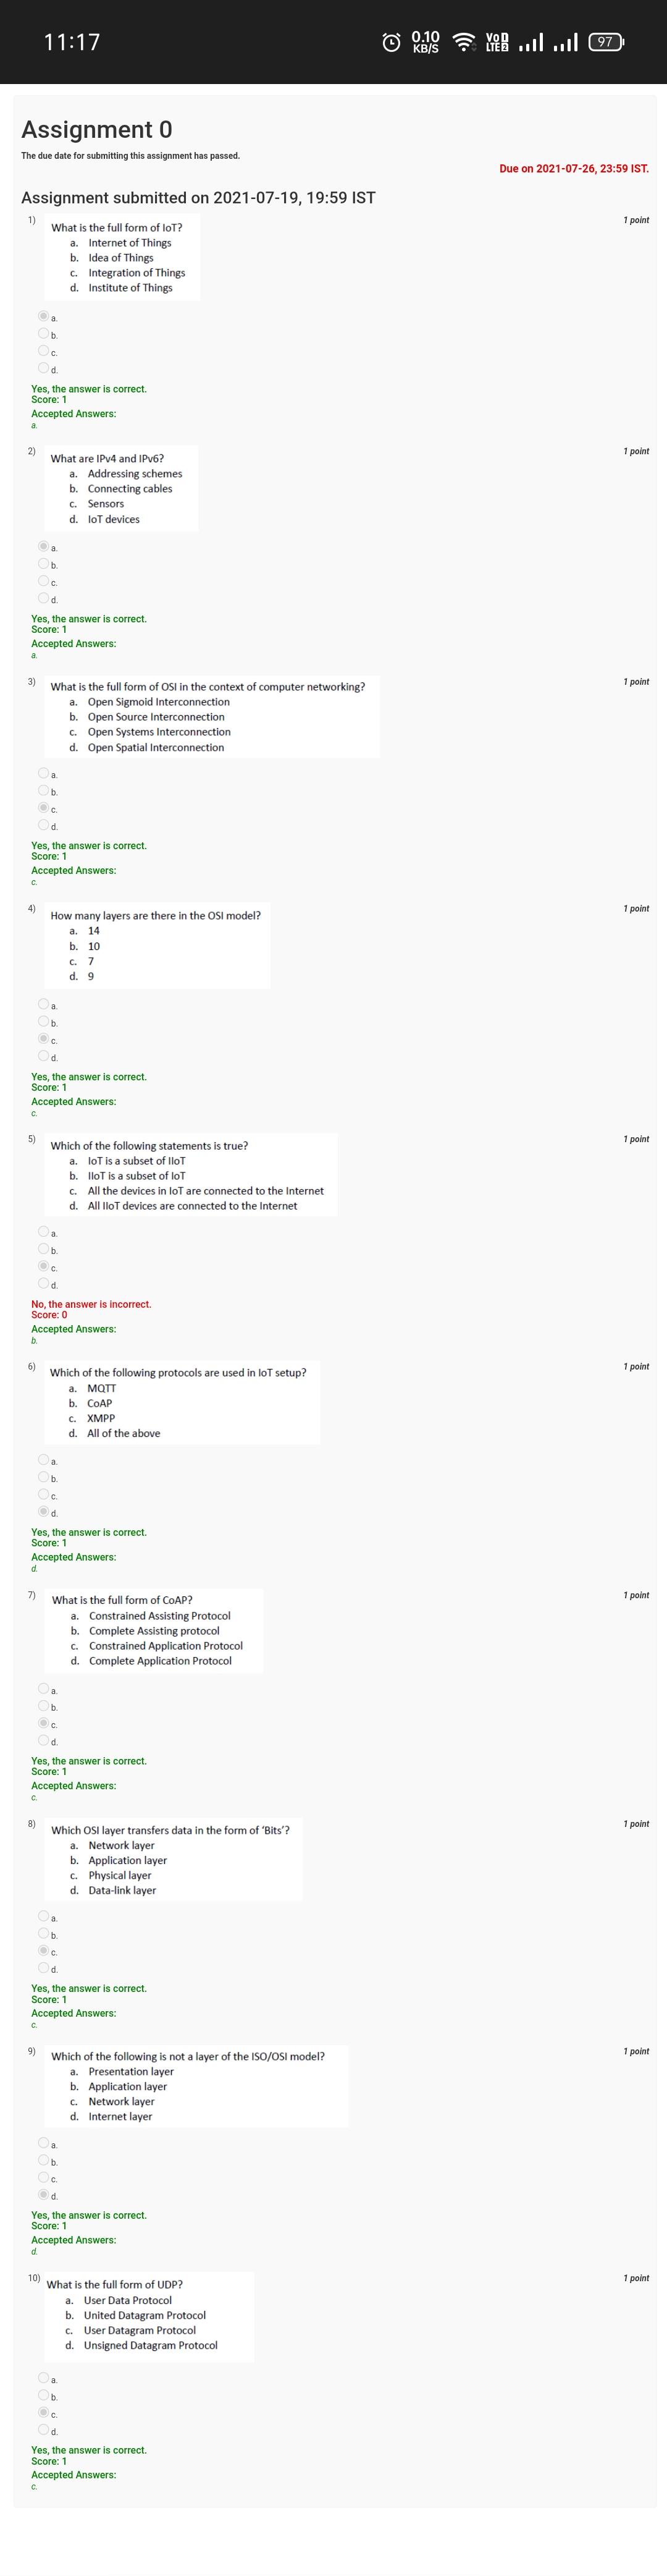 11:17
0.10
KB/S
Vo
LTE 2
97
Assignment 0
The due date for submitting this assignment has passed.
Due on 2021-07-26, 23:59 IST.
Assignment submitted on 2021-07-19, 19:59 IST
1) What is the full form of IoT? 1 point
a. Internet of Things
b. Idea of Things
c. Integration of Things
d. Institute of Things
a.
b.
c.
d.
Yes, the answer is correct.
Score: 1
Accepted Answers:
a.
2) What are IPv4 and IPv6? 1 point
a. Addressing schemes
b. Connecting cables
c. Sensors
d. IoT devices
a.
b.
c.
d.
Yes, the answer is correct.
Score: 1
Accepted Answers:
a.
3) What is the full form of OSI in the context of computer networking? 1 point
a. Open Sigmoid Interconnection
b. Open Source Interconnection
c. Open Systems Interconnection
d. Open Spatial Interconnection
a.
b.
c.
d.
Yes, the answer is correct.
Score: 1
Accepted Answers:
c.
4) How many layers are there in the OSI model? 1 point
a. 14
b. 10
c. 7
d. 9
a.
b.
c.
d.
Yes, the answer is correct.
Score: 1
Accepted Answers:
c.
5) Which of the following statements is true? 1 point
a. IoT is a subset of IIoT
b. IIoT is a subset of IoT
c. All the devices in IoT are connected to the Internet
d. All IIoT devices are connected to the Internet
a.
b.
c.
d.
No, the answer is incorrect.
Score: 0
Accepted Answers:
b.
6) Which of the following protocols are used in IoT setup? 1 point
a. MQTT
b. CoAP
c. XMPP
d. All of the above
a.
b.
c.
d.
Yes, the answer is correct.
Score: 1
Accepted Answers:
d.
7) What is the full form of CoAP? 1 point
a. Constrained Assisting Protocol
b. Complete Assisting protocol
c. Constrained Application Protocol
d. Complete Application Protocol
a.
b.
c.
d.
Yes, the answer is correct.
Score: 1
Accepted Answers:
c.
8) Which OSI layer transfers data in the form of ‘Bits’? 1 point
a. Network layer
b. Application layer
c. Physical layer
d. Data-link layer
a.
b.
c.
d.
Yes, the answer is correct.
Score: 1
Accepted Answers:
c.
9) Which of the following is not a layer of the ISO/OSI model? 1 point
a. Presentation layer
b. Application layer
c. Network layer
d. Internet layer
a.
b.
c.
d.
Yes, the answer is correct.
Score: 1
Accepted Answers:
d.
10) What is the full form of UDP? 1 point
a. User Data Protocol
b. United Datagram Protocol
c. User Datagram Protocol
d. Unsigned Datagram Protocol
a.
b.
c.
d.
Yes, the answer is correct.
Score: 1
Accepted Answers:
c.